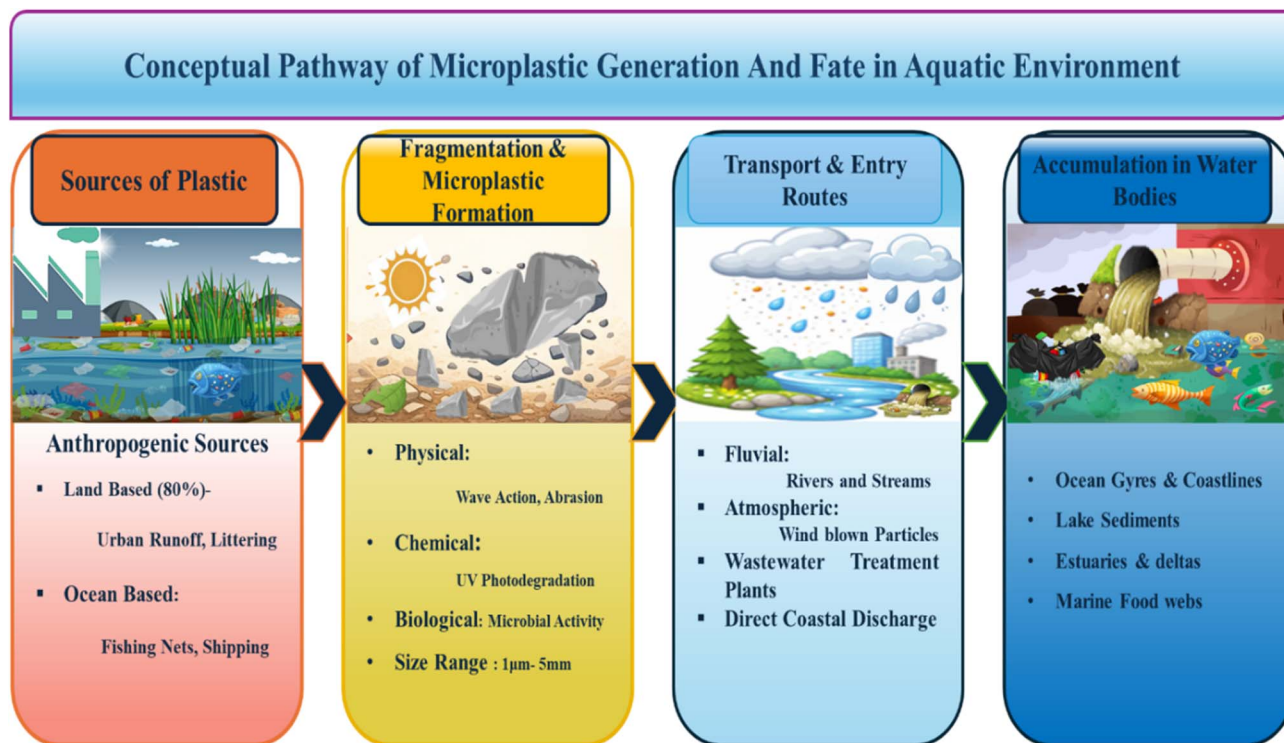 Conceptual Pathway of Microplastic Generation And Fate in Aquatic Environment
Sources of Plastic
Anthropogenic Sources
▪ Land Based (80%)-
Urban Runoff, Littering
▪ Ocean Based:
Fishing Nets, Shipping
Fragmentation &
Microplastic
Formation
• Physical:
Wave Action, Abrasion
• Chemical:
UV Photodegradation
• Biological: Microbial Activity
• Size Range : 1µm- 5mm
Transport & Entry
Routes
▪ Fluvial:
Rivers and Streams
▪ Atmospheric:
Wind blown Particles
▪ Wastewater Treatment
Plants
▪ Direct Coastal Discharge
Accumulation in Water
Bodies
• Ocean Gyres & Coastlines
• Lake Sediments
• Estuaries & deltas
• Marine Food webs